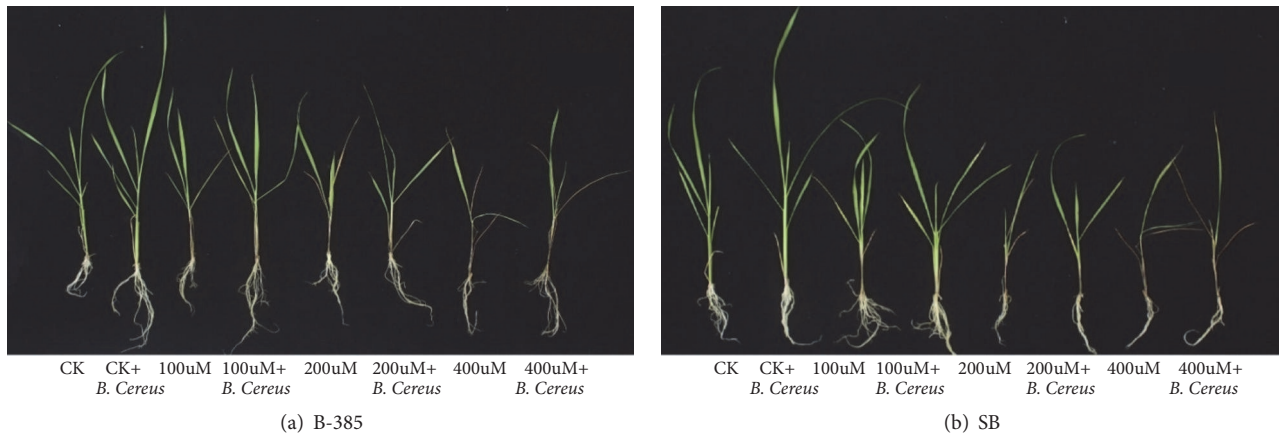 CK CK+ 100uM 100uM+ 200uM 200uM+ 400uM 400uM+
B. Cereus B. Cereus B. Cereus B. Cereus
(a) B-385
CK CK+ 100uM 100uM+ 200uM 200uM+ 400uM 400uM+
B. Cereus B. Cereus B. Cereus B. Cereus
(b) SB